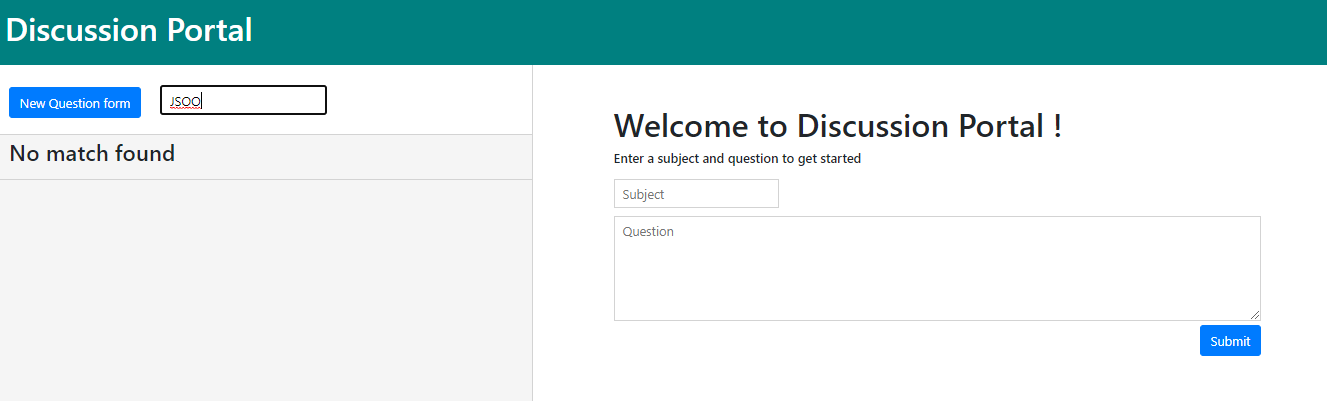 Discussion Portal
New Question form
JSOO
No match found
Welcome to Discussion Portal !
Enter a subject and question to get started
Subject
Question
Submit